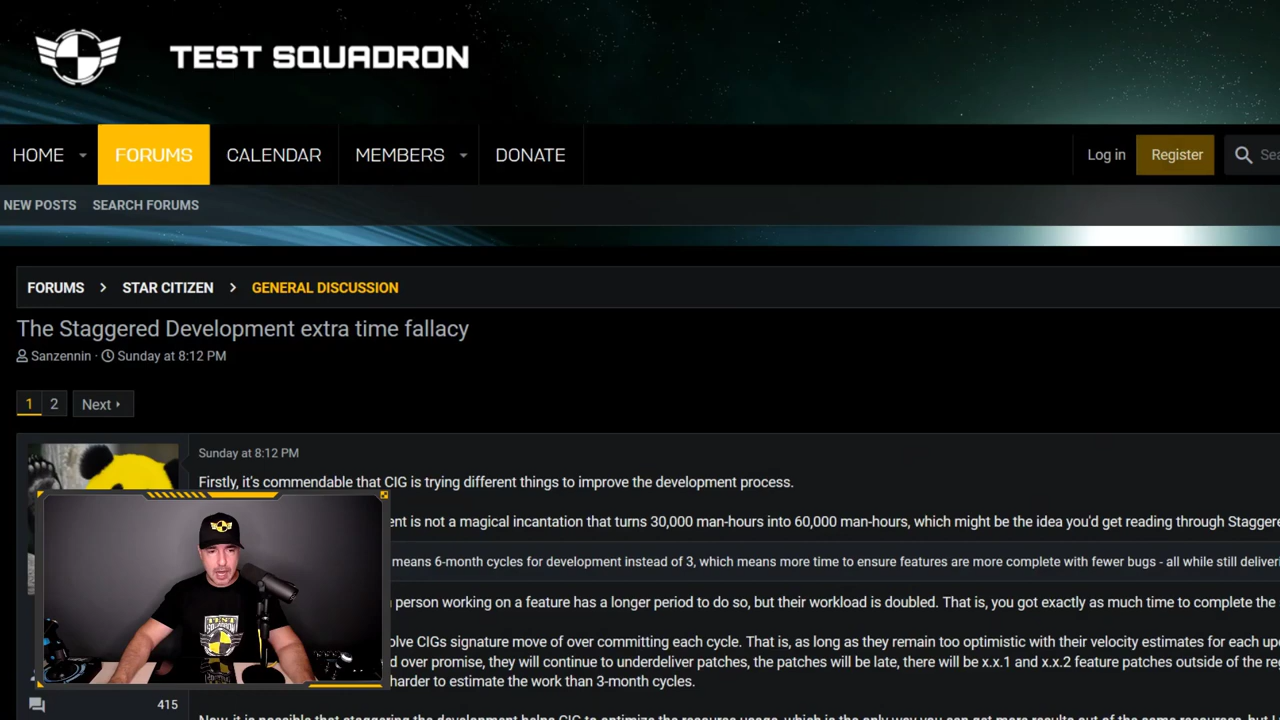 TEST SQUADRON
HOME FORUMS CALENDAR MEMBERS DONATE Log in Register
NEW POSTS SEARCH FORUMS
FORUMS > STAR CITIZEN > GENERAL DISCUSSION
The Staggered Development extra time fallacy
Sanzennin · Sunday at 8:12 PM
1 2 Next
Sunday at 8:12 PM
Firstly, it's commendable that CIG is trying different things to improve the development process.
is not a magical incantation that turns 30,000 man-hours into 60,000 man-hours, which might be the idea you'd get reading through
means 6-month cycles for development instead of 3, which means more time to ensure features are more complete with fewer bugs - all while still
person working on a feature has a longer period to do so, but their workload is doubled. That is, you got exactly as much time to complete the
CIGs signature move of over committing each cycle. That is, as long as they remain too optimistic with their velocity estimates for each
over promise, they will continue to underdeliver patches, the patches will be late, there will be x.x.1 and x.x.2 feature patches outside of the
harder to estimate the work than 3-month cycles.
415